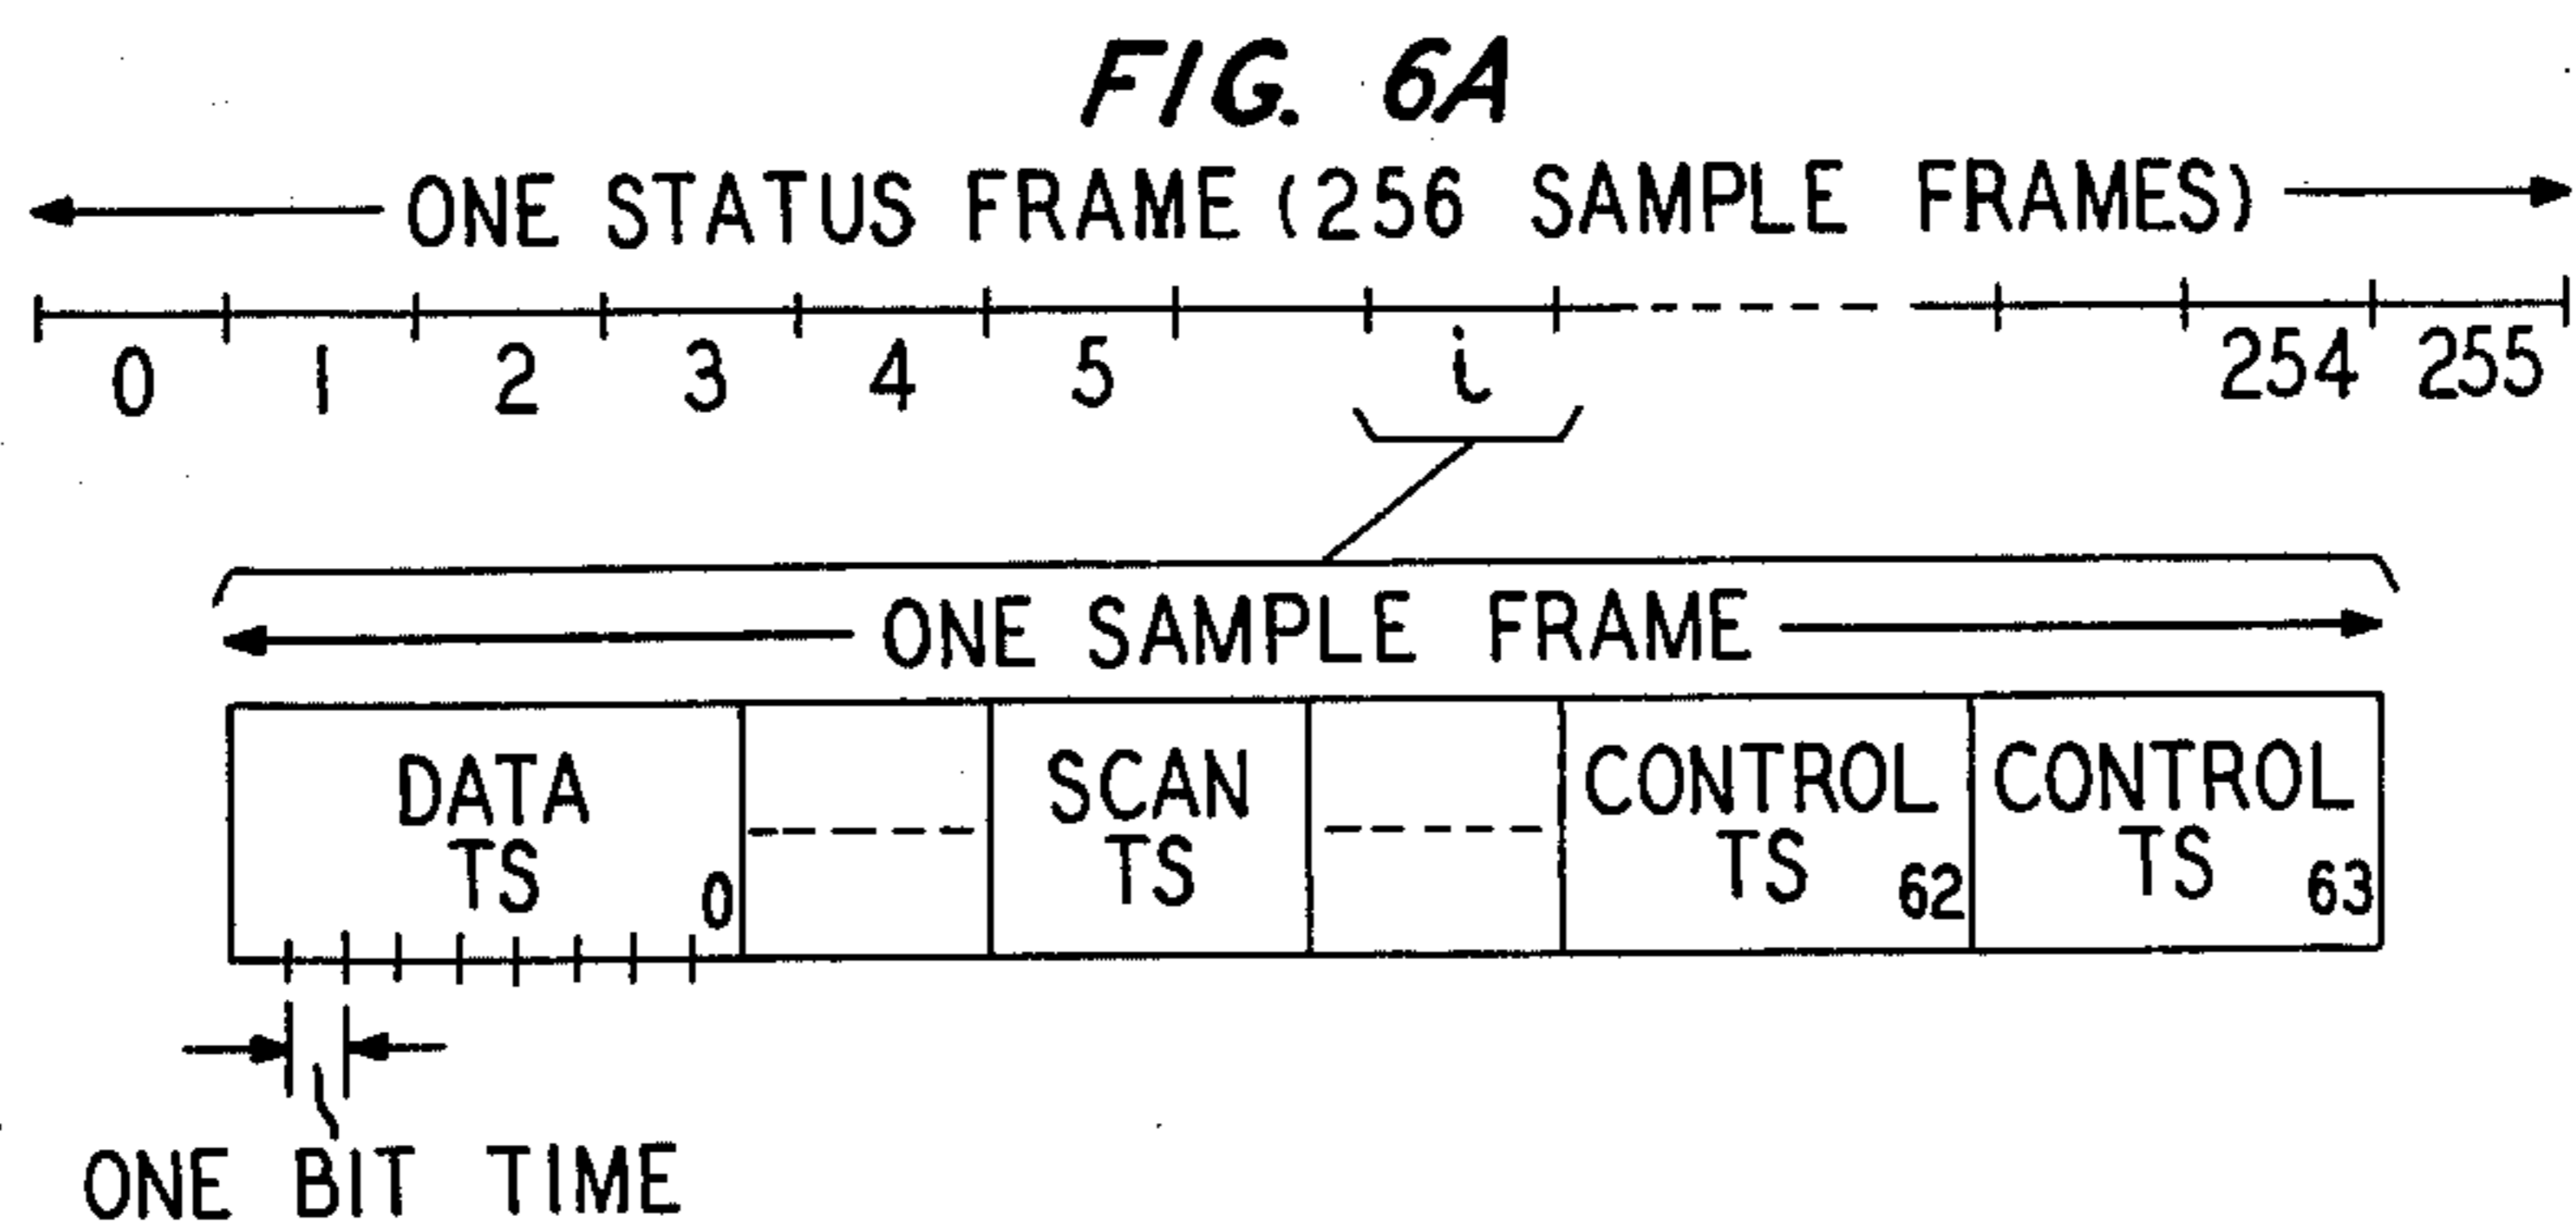 FIG. 6A
ONE STATUS FRAME (256 SAMPLE FRAMES)
0 1 2 3 4 5 i 254 255
ONE SAMPLE FRAME
DATA TS 0
SCAN TS
CONTROL TS 62
CONTROL TS 63
ONE BIT TIME